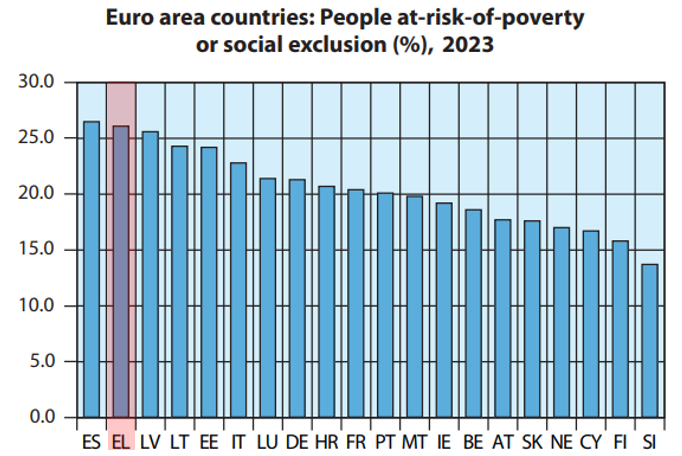 Euro area countries: People at-risk-of-poverty
or social exclusion (%), 2023
30.0
25.0
20.0
15.0
10.0
5.0
0.0
ES EL LV LT EE IT LU DE HR FR PT MT IE BE AT SK NE CY FI SI